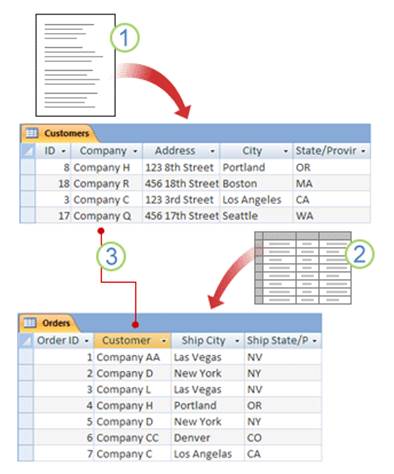 1
Customers
ID Company Address City State/Provir
8 Company H 123 8th Street Portland OR
18 Company R 456 18th Street Boston MA
3 Company C 123 3rd Street Los Angeles CA
17 Company Q 456 17th Street Seattle WA
2
3
Orders
Order ID Customer Ship City Ship State/P
1 Company AA Las Vegas NV
2 Company D New York NY
3 Company L Las Vegas NV
4 Company H Portland OR
5 Company D New York NY
6 Company CC Denver CO
7 Company C Los Angelas CA